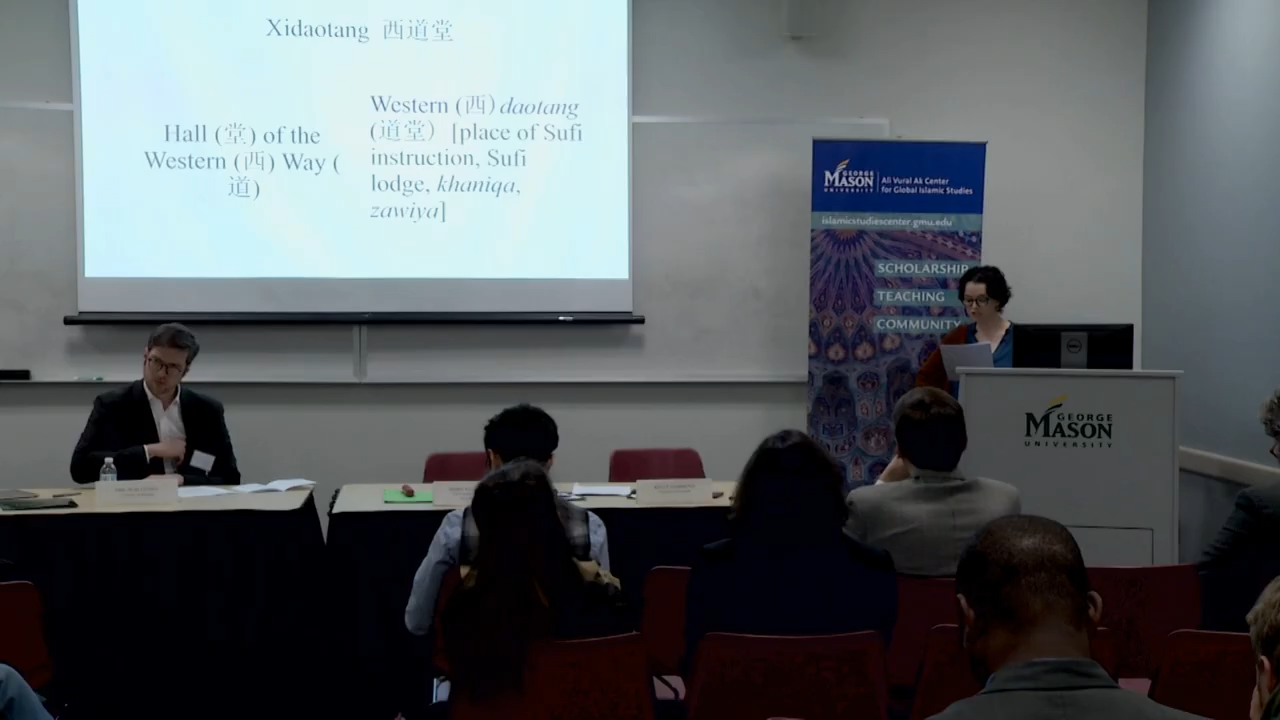 Xidaotang 西道堂
Hall (堂) of the
Western (西) Way (
道)
Western (西) daotang
(道堂) [place of Sufi
instruction, Sufi
lodge, khaniqa,
zawiya]
GEORGE
MASON
UNIVERSITY
Ali Vural Ak Center
for Global Islamic Studies
islamicstudiescenter.gmu.edu
SCHOLARSHIP
TEACHING
COMMUNITY
DELL
GEORGE
MASON
UNIVERSITY